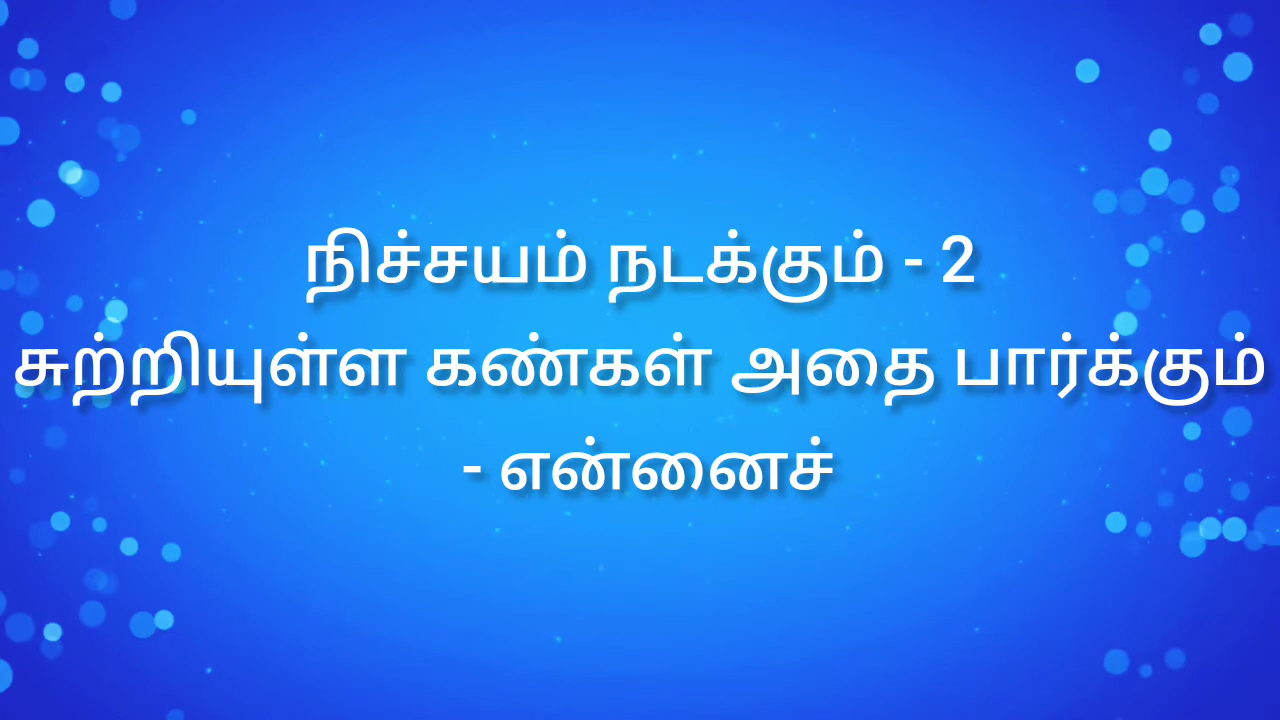 நிச்சயம் நடக்கும் - 2
சுற்றியுள்ள கண்கள் அதை பார்க்கும்
- என்னைச்